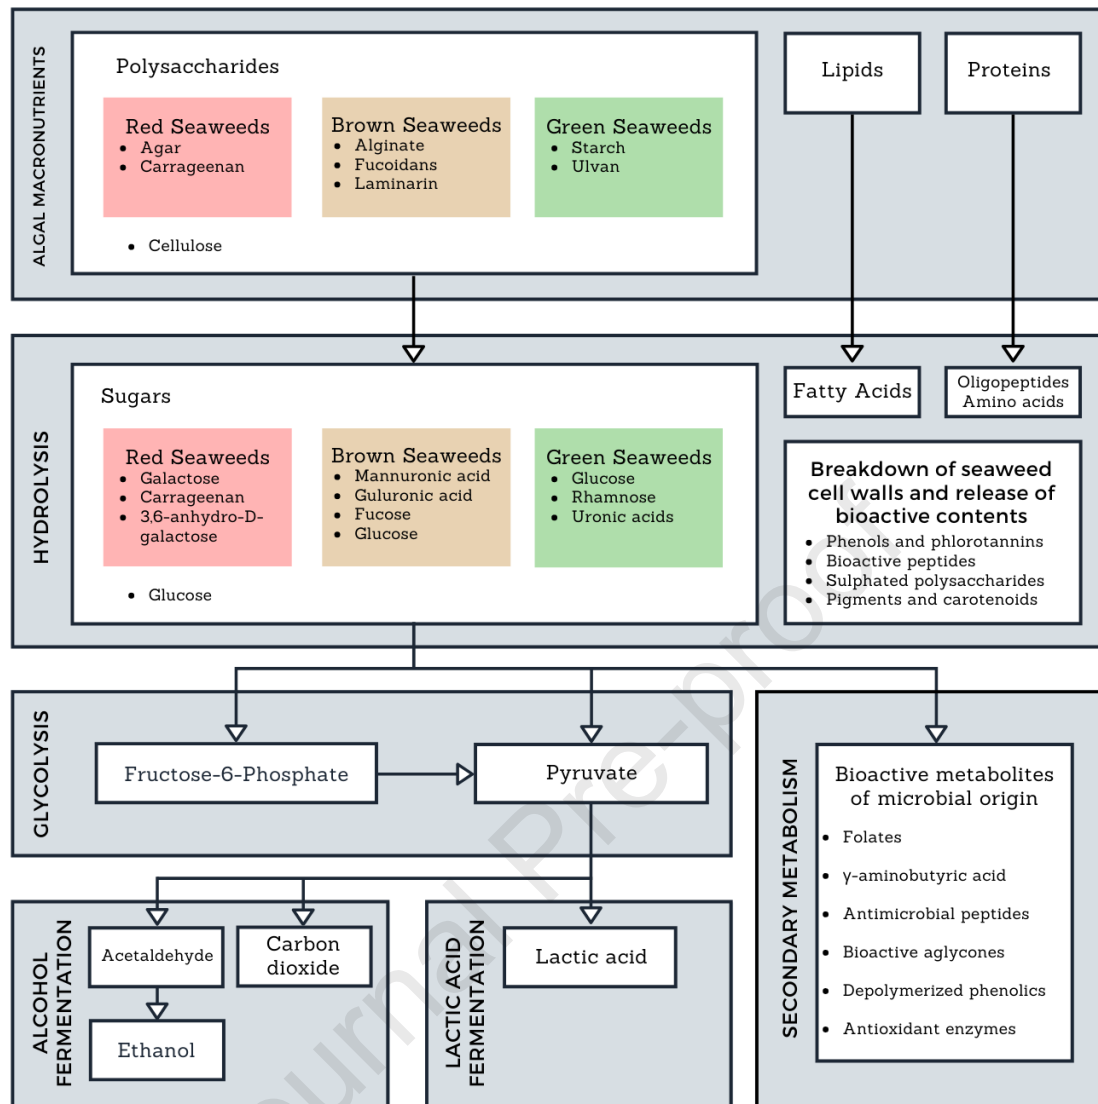 ALGAL MACRONUTRIENTS
Polysaccharides
Red Seaweeds
• Agar
• Carrageenan
Brown Seaweeds
• Alginate
• Fucoidans
• Laminarin
Green Seaweeds
• Starch
• Ulvan
• Cellulose
Lipids
Proteins
HYDROLYSIS
Sugars
Red Seaweeds
• Galactose
• Carrageenan
• 3,6-anhydro-D-
galactose
Brown Seaweeds
• Mannuronic acid
• Guluronic acid
• Fucose
• Glucose
Green Seaweeds
• Glucose
• Rhamnose
• Uronic acids
• Glucose
Fatty Acids
Oligopeptides
Amino acids
Breakdown of seaweed
cell walls and release of
bioactive contents
• Phenols and phlorotannins
• Bioactive peptides
• Sulphated polysaccharides
• Pigments and carotenoids
GLYCOLYSIS
Fructose-6-Phosphate
Pyruvate
SECONDARY METABOLISM
Bioactive metabolites
of microbial origin
• Folates
• γ-aminobutyric acid
• Antimicrobial peptides
• Bioactive aglycones
• Depolymerized phenolics
• Antioxidant enzymes
ALCOHOL
FERMENTATION
Acetaldehyde
Carbon
dioxide
Ethanol
LACTIC ACID
FERMENTATION
Lactic acid
ournal Pre-proof